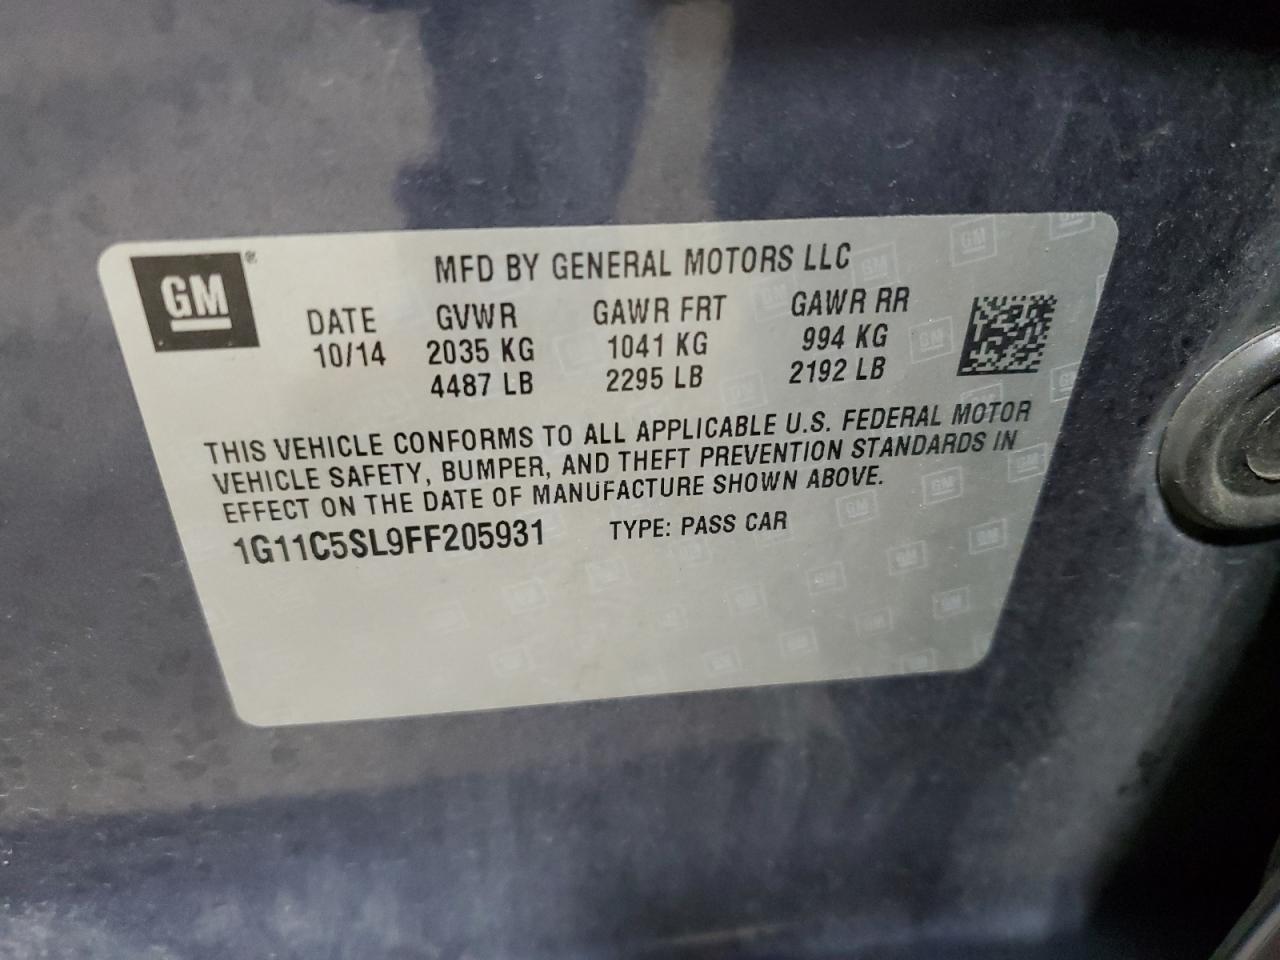 GM®
MFD BY GENERAL MOTORS LLC
DATE GVWR GAWR FRT GAWR RR
10/14 2035 KG 1041 KG 994 KG
4487 LB 2295 LB 2192 LB
THIS VEHICLE CONFORMS TO ALL APPLICABLE U.S. FEDERAL MOTOR
VEHICLE SAFETY, BUMPER, AND THEFT PREVENTION STANDARDS IN
EFFECT ON THE DATE OF MANUFACTURE SHOWN ABOVE.
1G11C5SL9FF205931 TYPE: PASS CAR